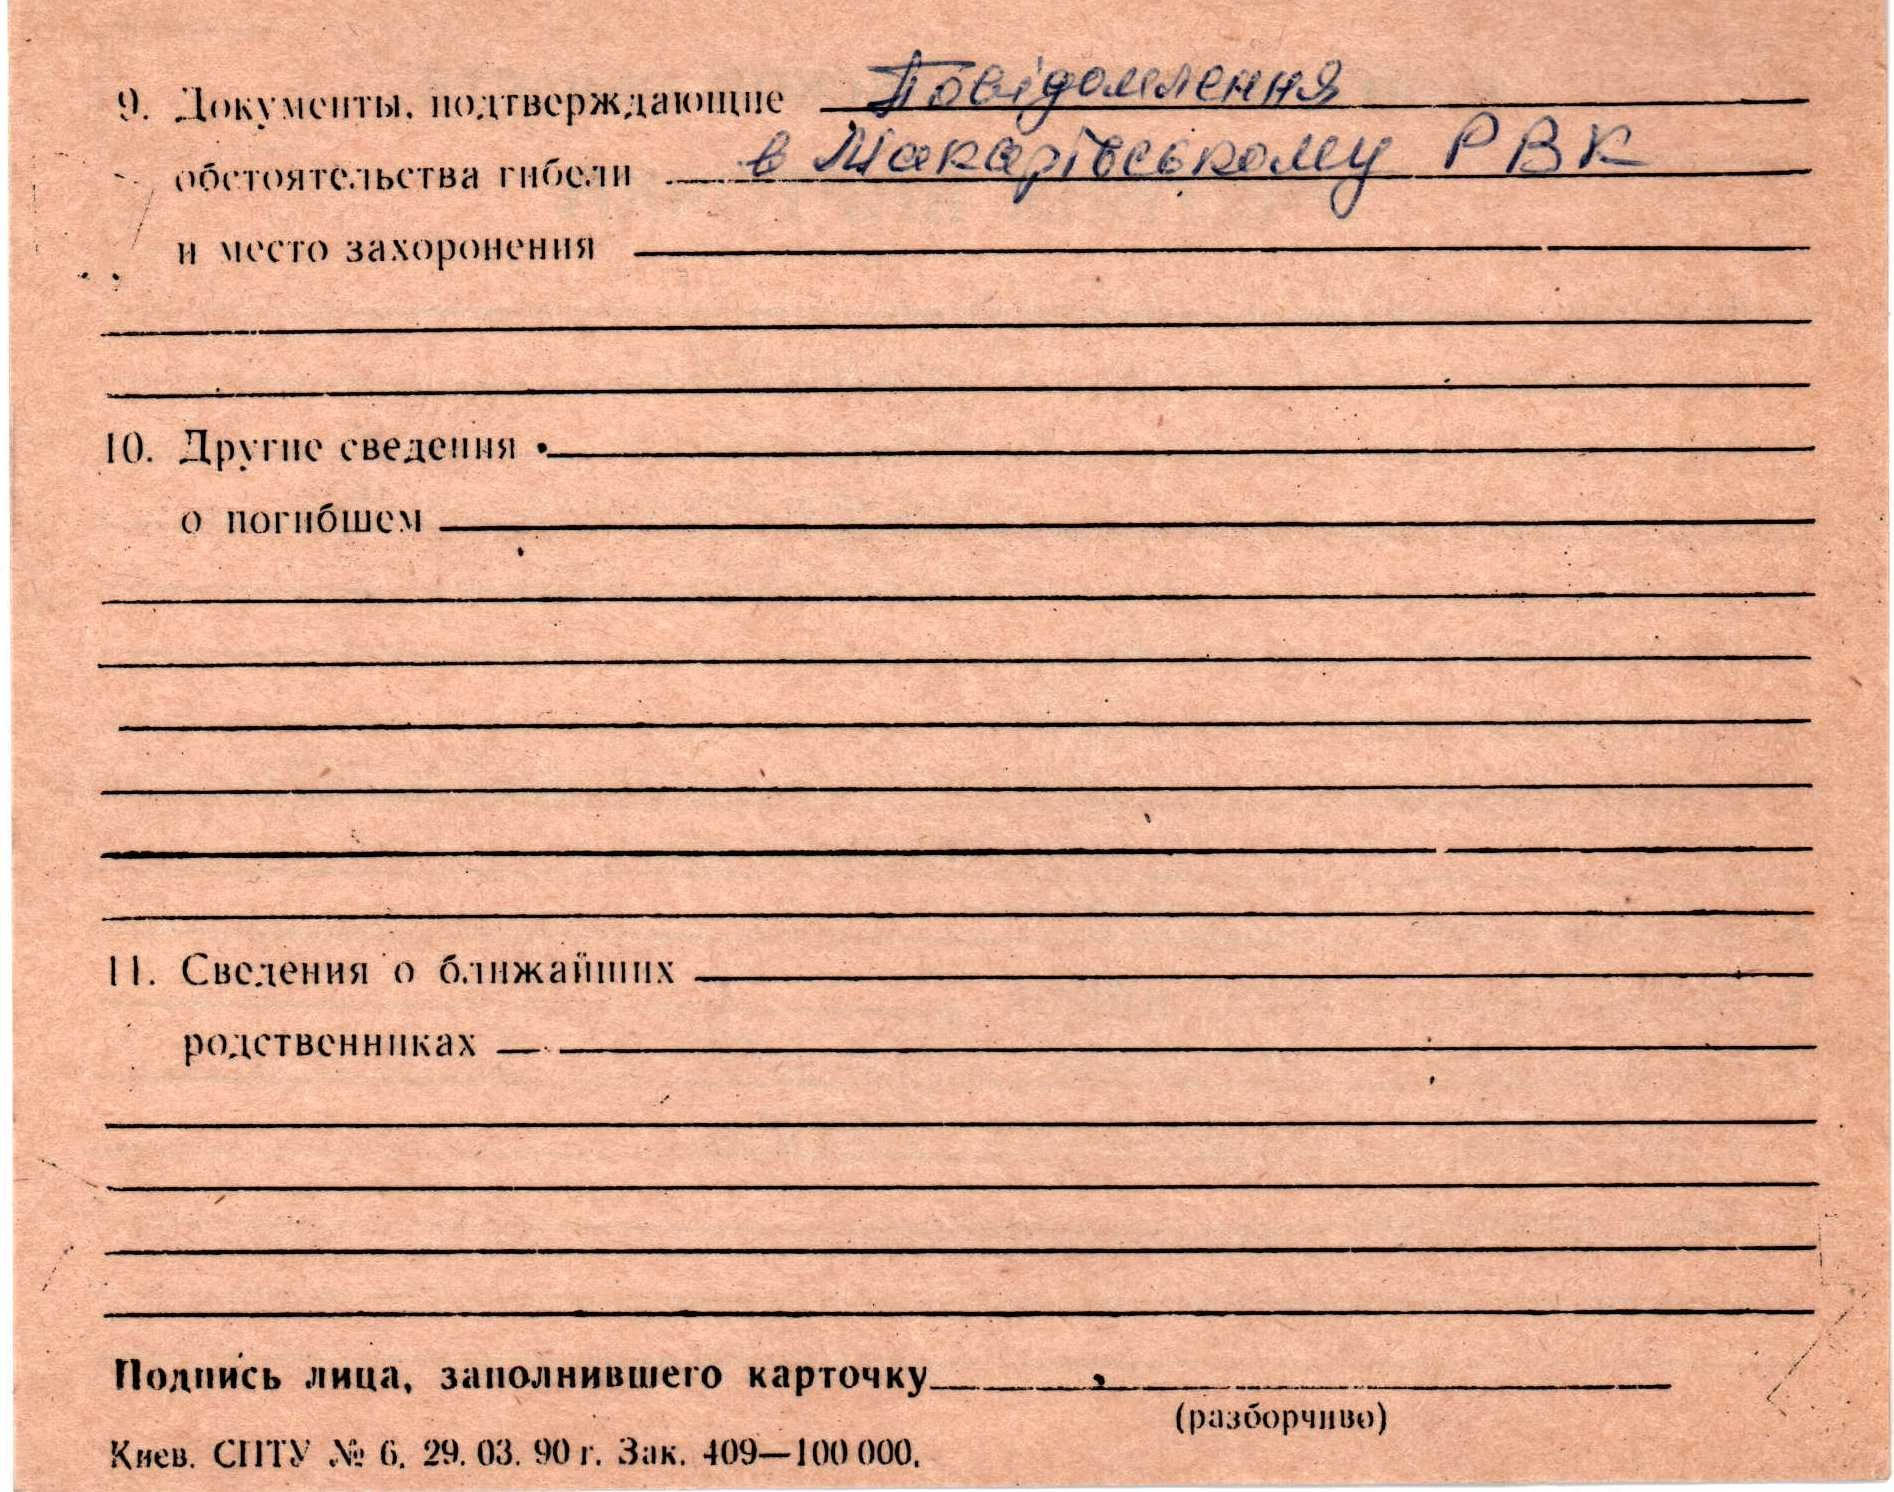 9. Документы, подтверждающие Повідомлення
обстоятельства гибели в Макарівському РВК
и место захоронения
10. Другие сведения
о погибшем
11. Сведения о ближайших
родственниках
Подпись лица, заполнившего карточку
(разборчиво)
Киев. СПТУ № 6. 29. 03. 90 г. Зак. 409—100 000.